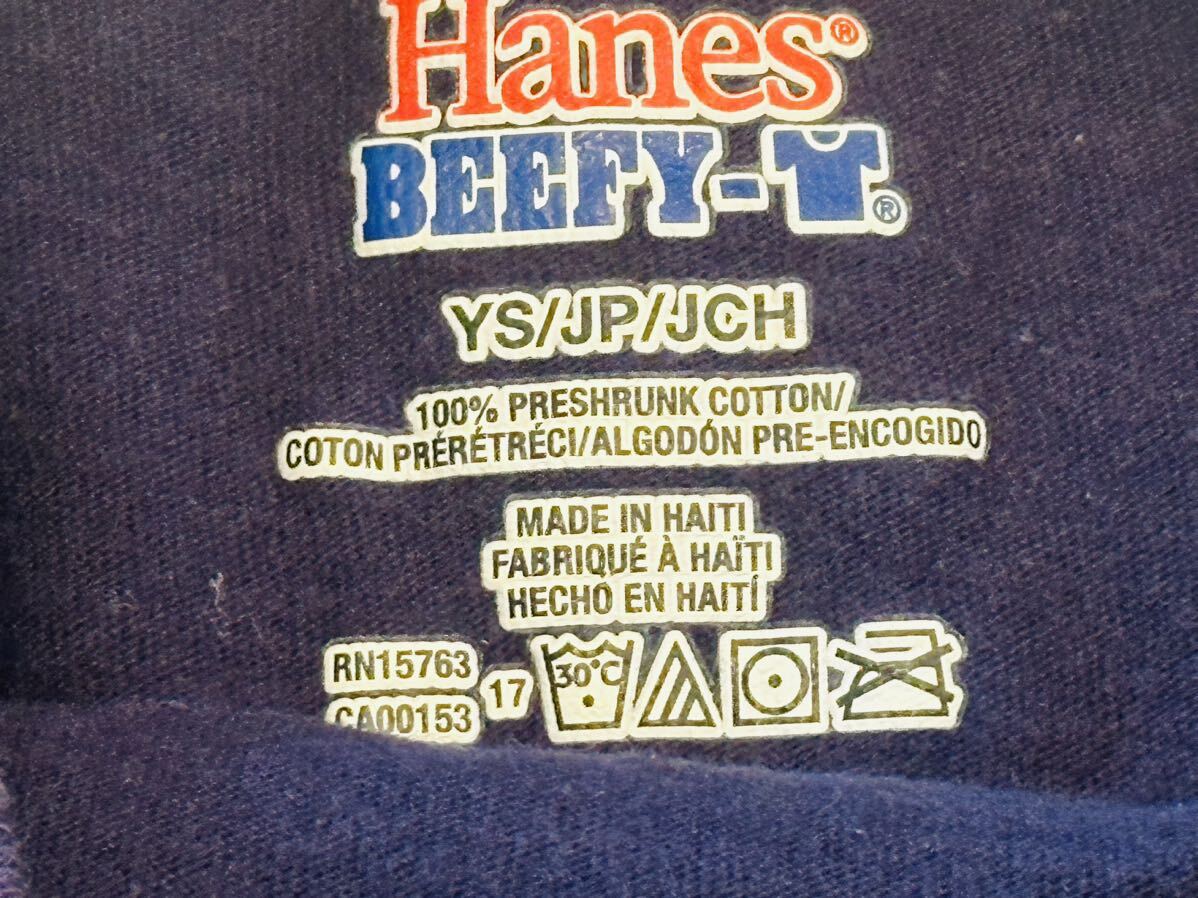 Hanes®
BEEFY-T®
YS/JP/JCH
100% PRESHRUNK COTTON/
COTON PRÉRÉTRÉCI/ALGODÓN PRE-ENCOGIDO
MADE IN HAITI
FABRIQUÉ À HAÏTI
HECHO EN HAITÍ
RN15763
CA00153
17
30°C